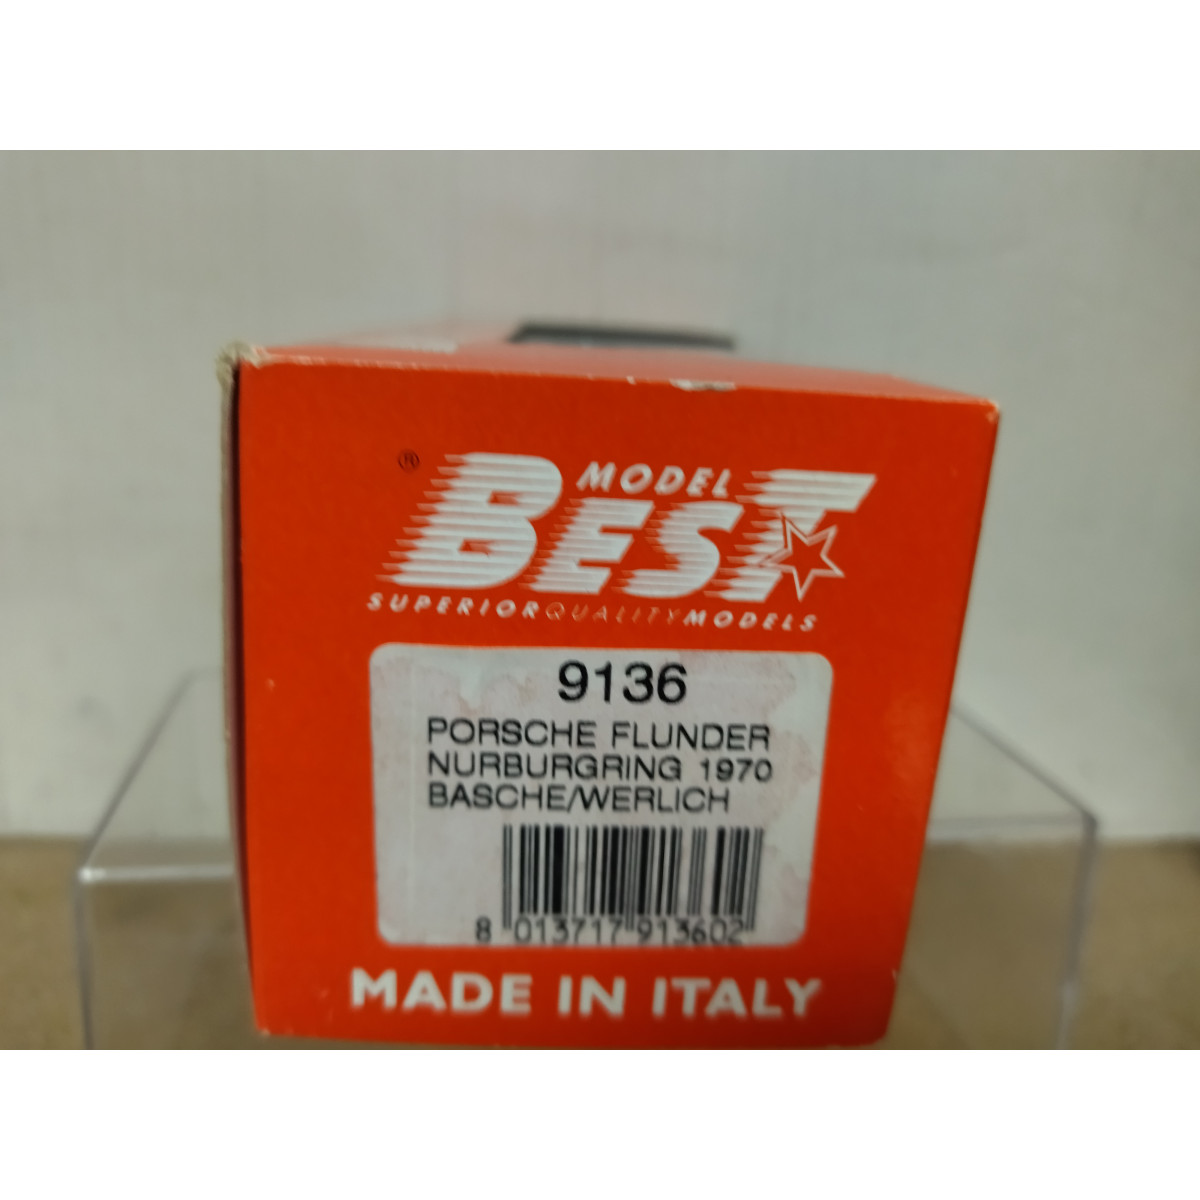 ®
MODEL
BEST
SUPERIORQUALITYMODELS
9136
PORSCHE FLUNDER
NURBURGRING 1970
BASCHE/WERLICH
8 013717 913602
MADE IN ITALY